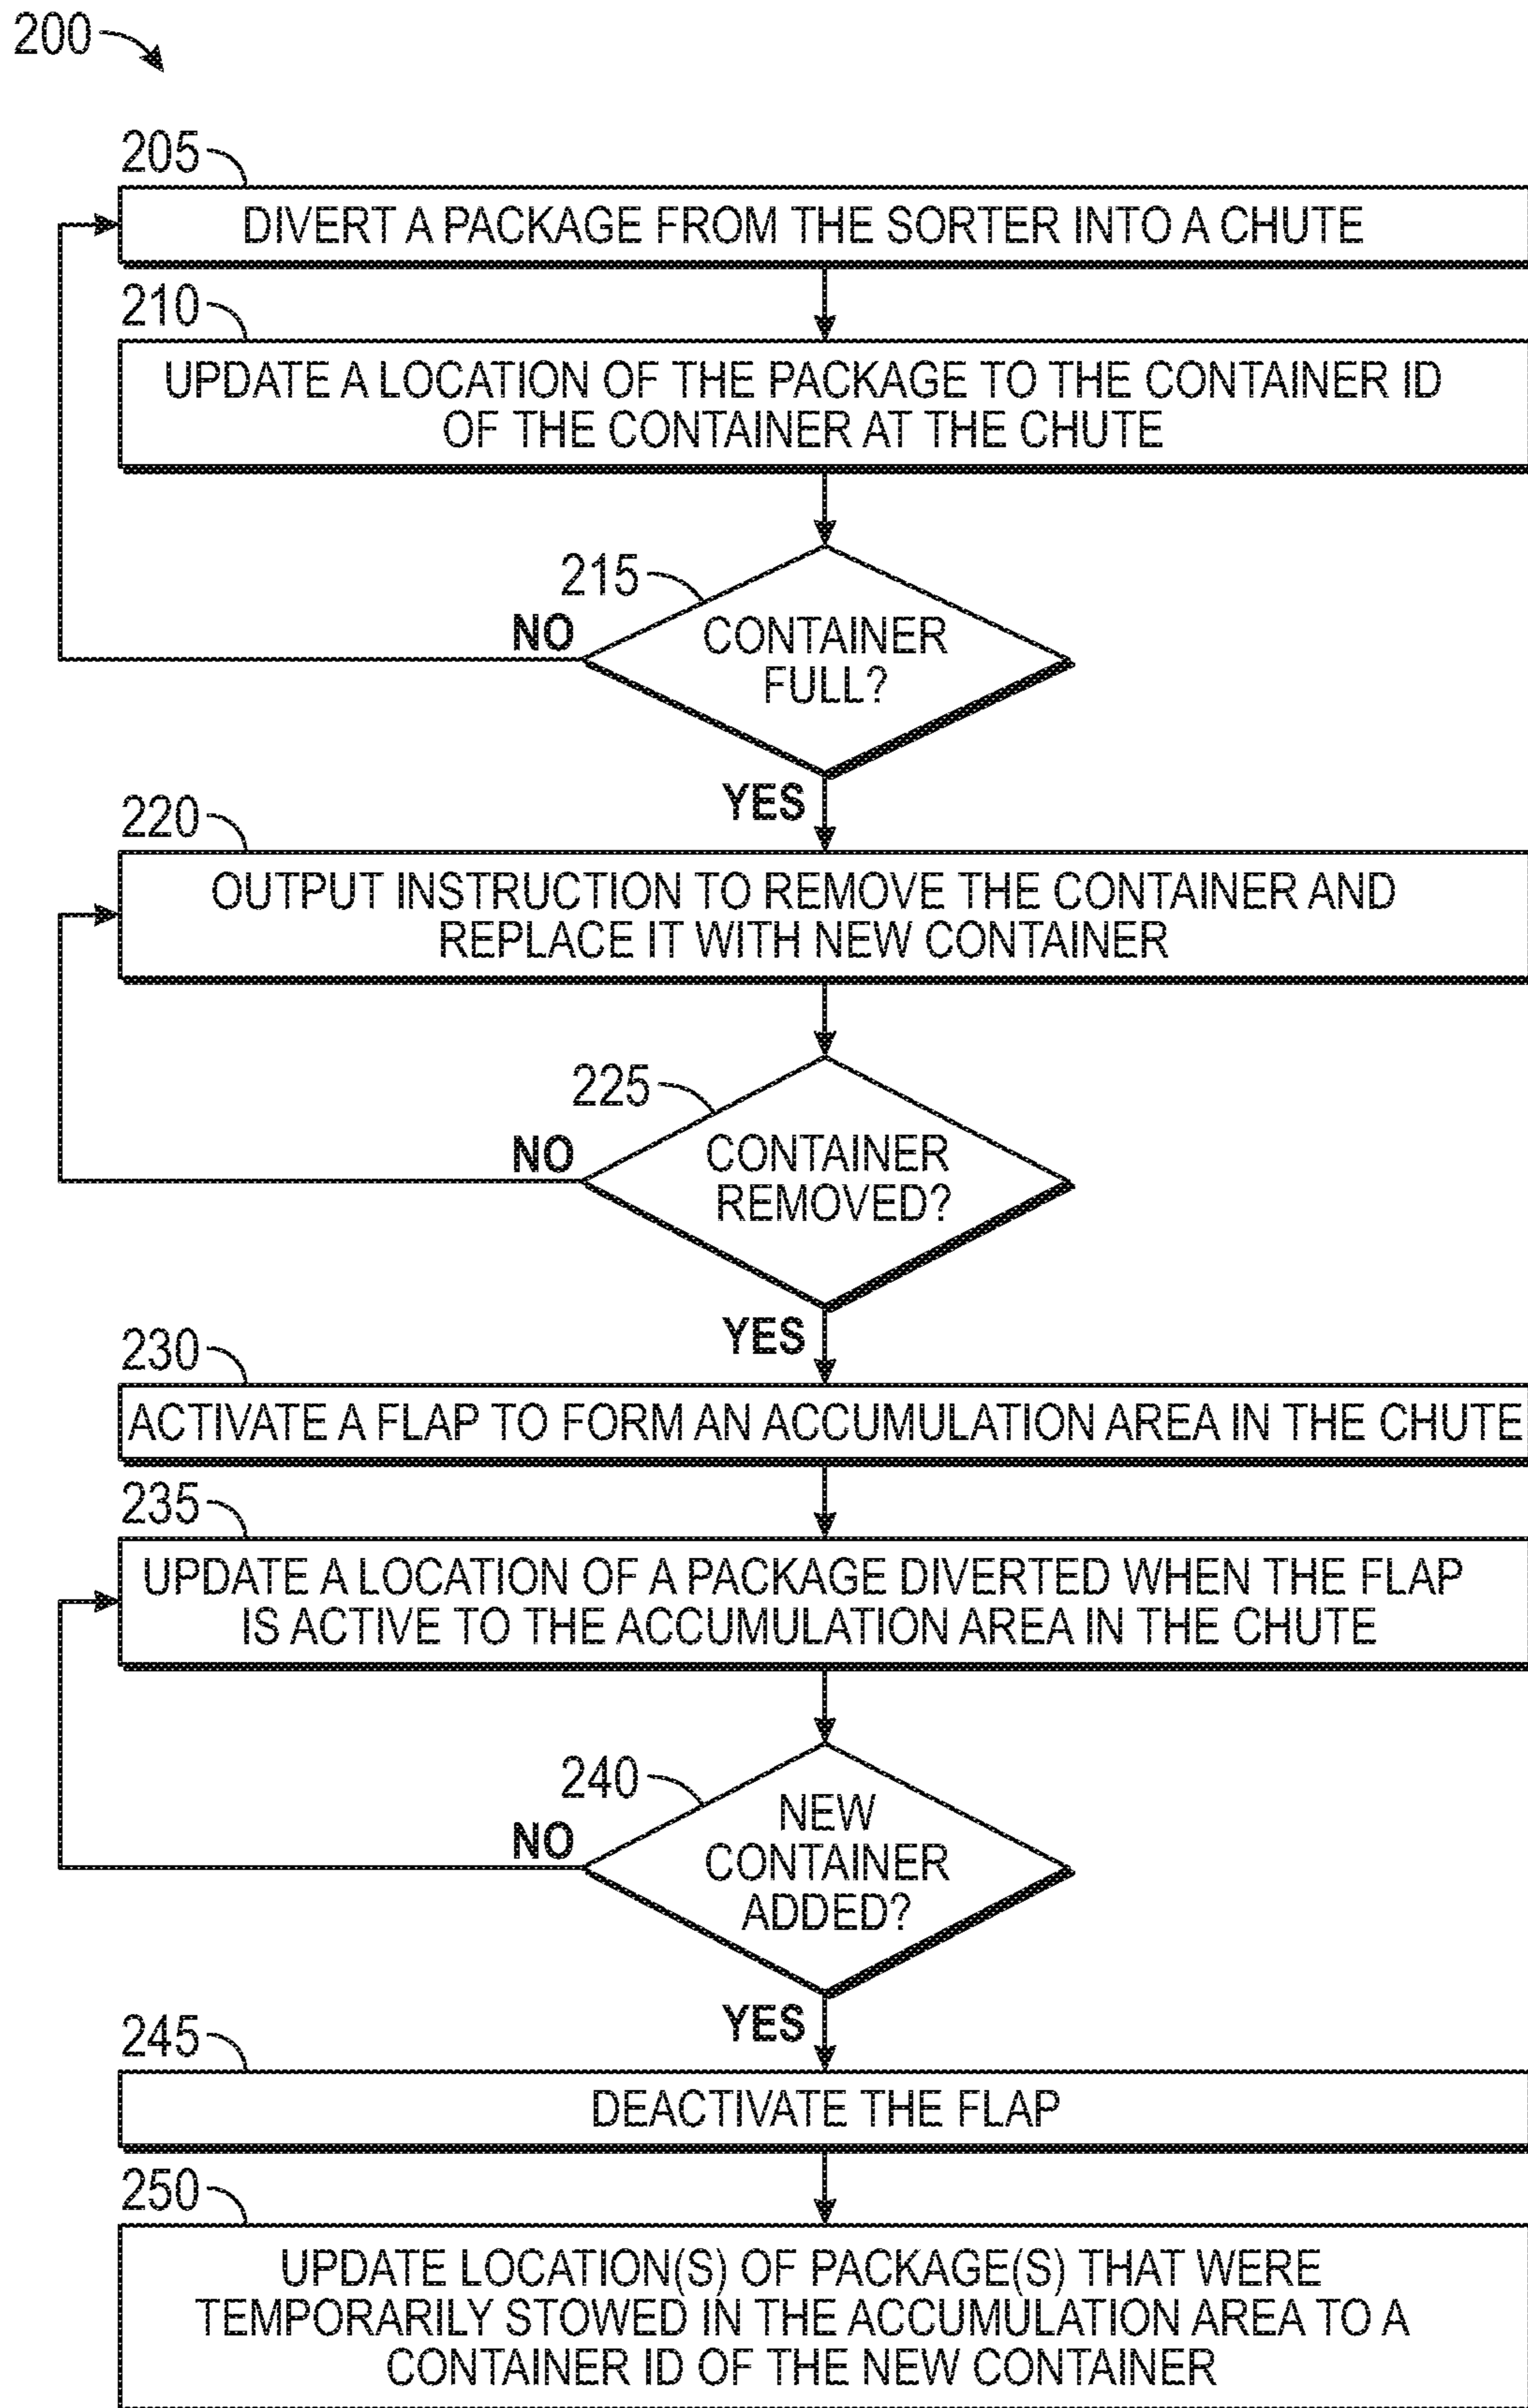 200
205
DIVERT A PACKAGE FROM THE SORTER INTO A CHUTE
210
UPDATE A LOCATION OF THE PACKAGE TO THE CONTAINER ID
OF THE CONTAINER AT THE CHUTE
215
NO
CONTAINER
FULL?
YES
220
OUTPUT INSTRUCTION TO REMOVE THE CONTAINER AND
REPLACE IT WITH NEW CONTAINER
225
NO
CONTAINER
REMOVED?
YES
230
ACTIVATE A FLAP TO FORM AN ACCUMULATION AREA IN THE CHUTE
235
UPDATE A LOCATION OF A PACKAGE DIVERTED WHEN THE FLAP
IS ACTIVE TO THE ACCUMULATION AREA IN THE CHUTE
240
NO
NEW
CONTAINER
ADDED?
YES
245
DEACTIVATE THE FLAP
250
UPDATE LOCATION(S) OF PACKAGE(S) THAT WERE
TEMPORARILY STOWED IN THE ACCUMULATION AREA TO A
CONTAINER ID OF THE NEW CONTAINER